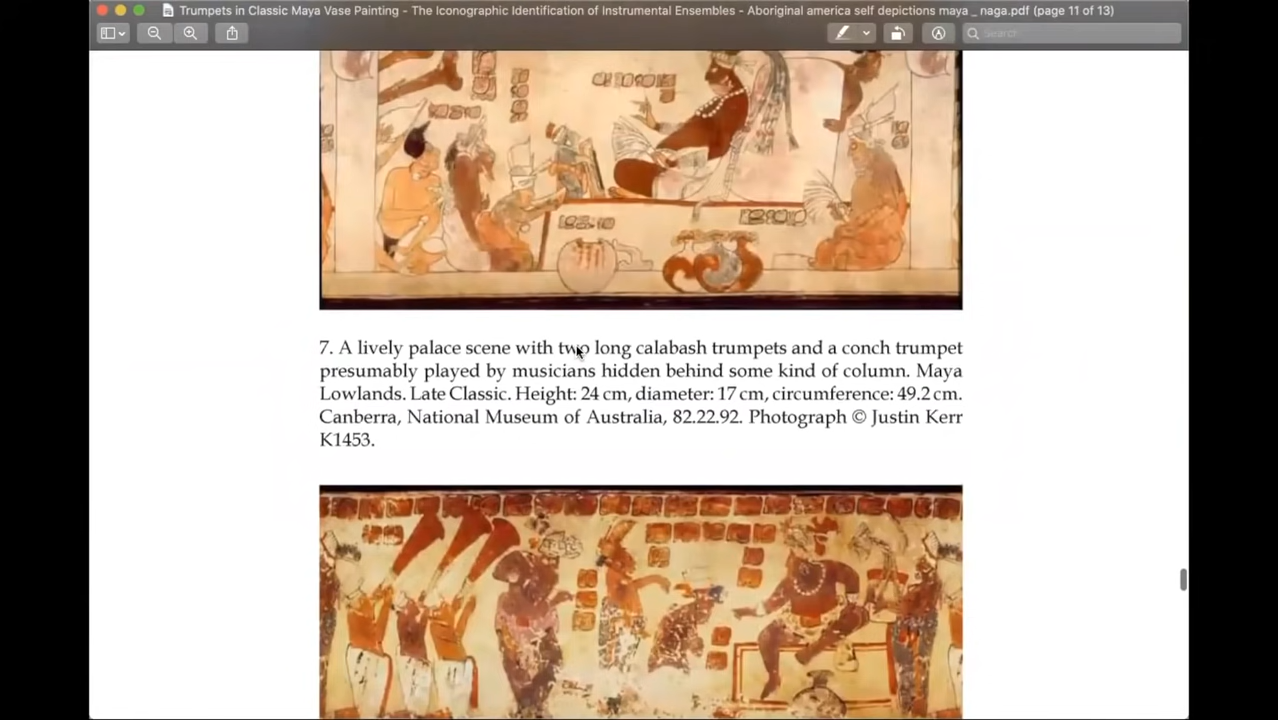 Trumpets in Classic Maya Vase Painting - The Iconographic Identification of Instrumental Ensembles - Aboriginal america self depictions maya _ naga.pdf (page 11 of 13)
Search
7. A lively palace scene with two long calabash trumpets and a conch trumpet
presumably played by musicians hidden behind some kind of column. Maya
Lowlands. Late Classic. Height: 24 cm, diameter: 17 cm, circumference: 49.2 cm.
Canberra, National Museum of Australia, 82.22.92. Photograph © Justin Kerr
K1453.